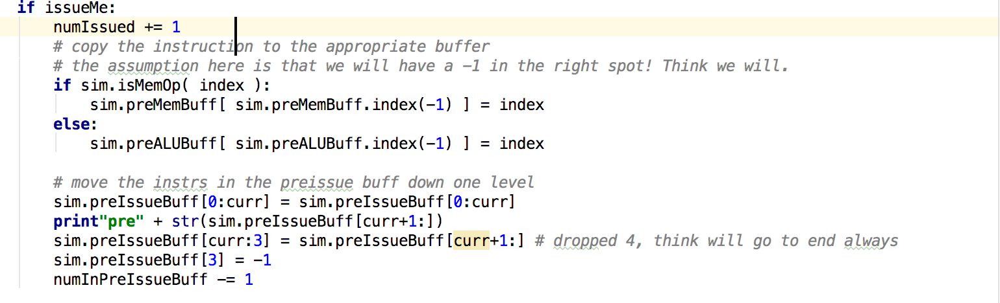 if issueMe:
    numIssued += 1
    # copy the instruction to the appropriate buffer
    # the assumption here is that we will have a -1 in the right spot! Think we will.
    if sim.isMemOp( index ):
        sim.preMemBuff[ sim.preMemBuff.index(-1) ] = index
    else:
        sim.preALUBuff[ sim.preALUBuff.index(-1) ] = index

    # move the instrs in the preissue buff down one level
    sim.preIssueBuff[0:curr] = sim.preIssueBuff[0:curr]
    print"pre" + str(sim.preIssueBuff[curr+1:])
    sim.preIssueBuff[curr:3] = sim.preIssueBuff[curr+1:] # dropped 4, think will go to end always
    sim.preIssueBuff[3] = -1
    numInPreIssueBuff -= 1